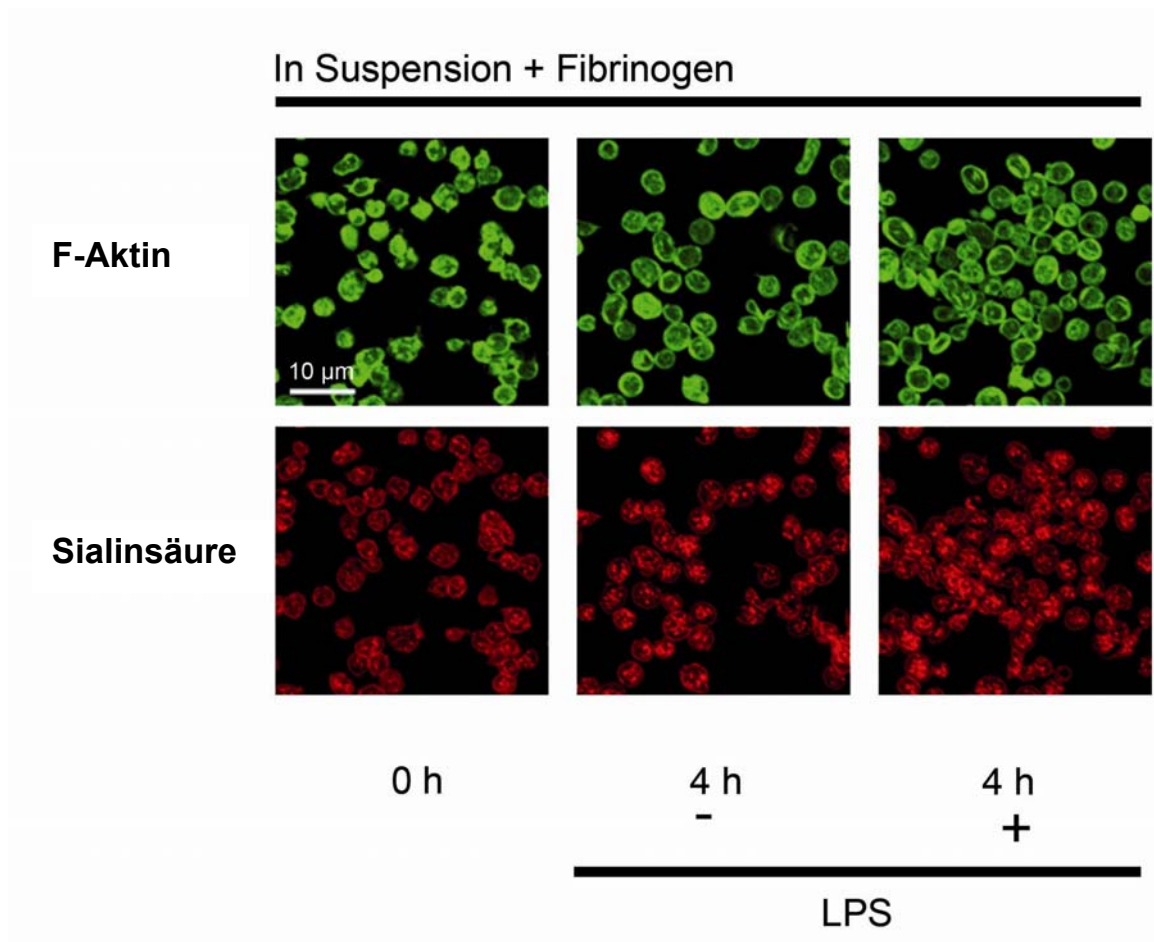 In Suspension + Fibrinogen
F-Aktin
10 µm
Sialinsäure
0 h 4 h 4 h
- +
LPS